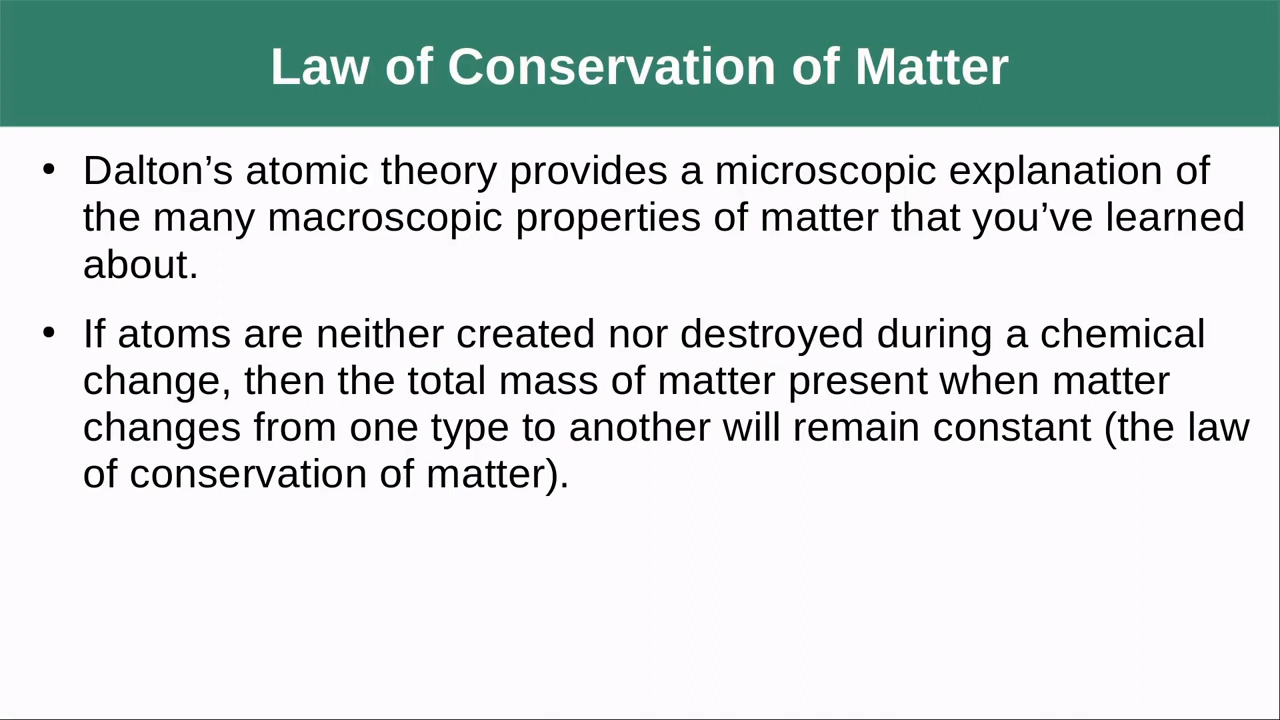 Law of Conservation of Matter
• Dalton’s atomic theory provides a microscopic explanation of
the many macroscopic properties of matter that you’ve learned
about.
• If atoms are neither created nor destroyed during a chemical
change, then the total mass of matter present when matter
changes from one type to another will remain constant (the law
of conservation of matter).